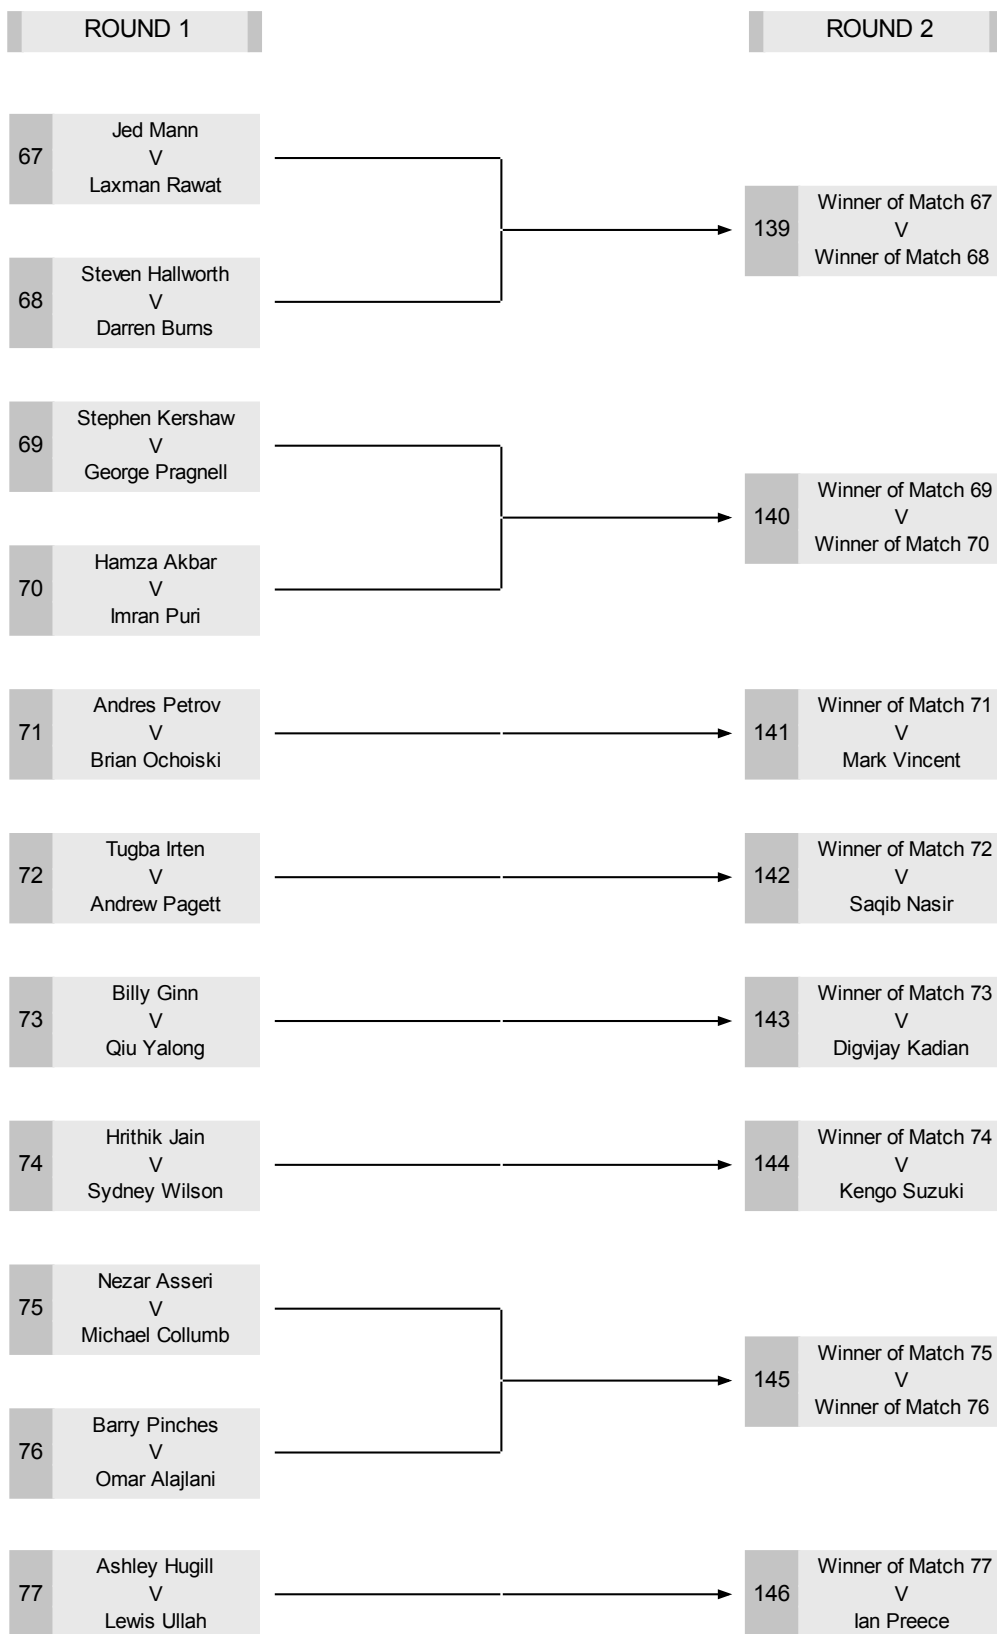 ROUND 1
ROUND 2
67
Jed Mann
V
Laxman Rawat
68
Steven Hallworth
V
Darren Burns
139
Winner of Match 67
V
Winner of Match 68
69
Stephen Kershaw
V
George Pragnell
70
Hamza Akbar
V
Imran Puri
140
Winner of Match 69
V
Winner of Match 70
71
Andres Petrov
V
Brian Ochoiski
141
Winner of Match 71
V
Mark Vincent
72
Tugba Irten
V
Andrew Pagett
142
Winner of Match 72
V
Saqib Nasir
73
Billy Ginn
V
Qiu Yalong
143
Winner of Match 73
V
Digvijay Kadian
74
Hrithik Jain
V
Sydney Wilson
144
Winner of Match 74
V
Kengo Suzuki
75
Nezar Asseri
V
Michael Collumb
76
Barry Pinches
V
Omar Alajlani
145
Winner of Match 75
V
Winner of Match 76
77
Ashley Hugill
V
Lewis Ullah
146
Winner of Match 77
V
Ian Preece